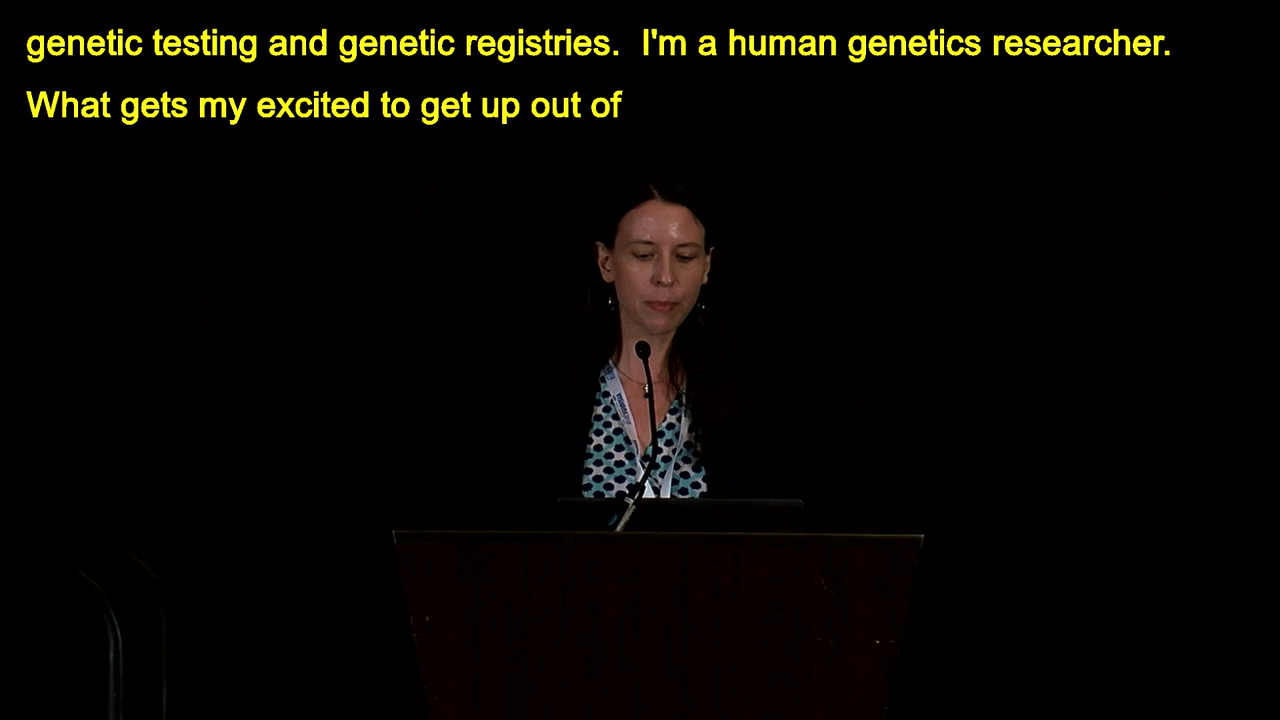 genetic testing and genetic registries.  I'm a human genetics researcher.
What gets my excited to get up out of